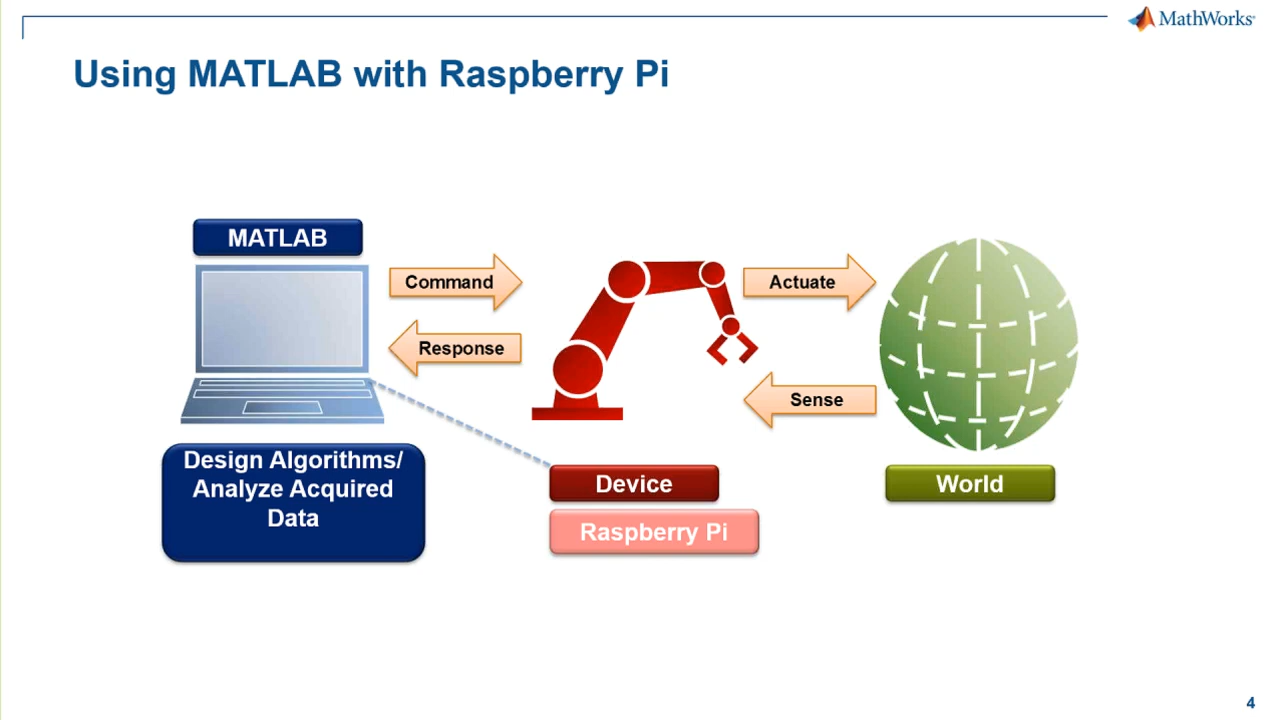 MathWorks®
Using MATLAB with Raspberry Pi
MATLAB
Command
Response
Actuate
Sense
Design Algorithms/
Analyze Acquired
Data
Device
Raspberry Pi
World
4